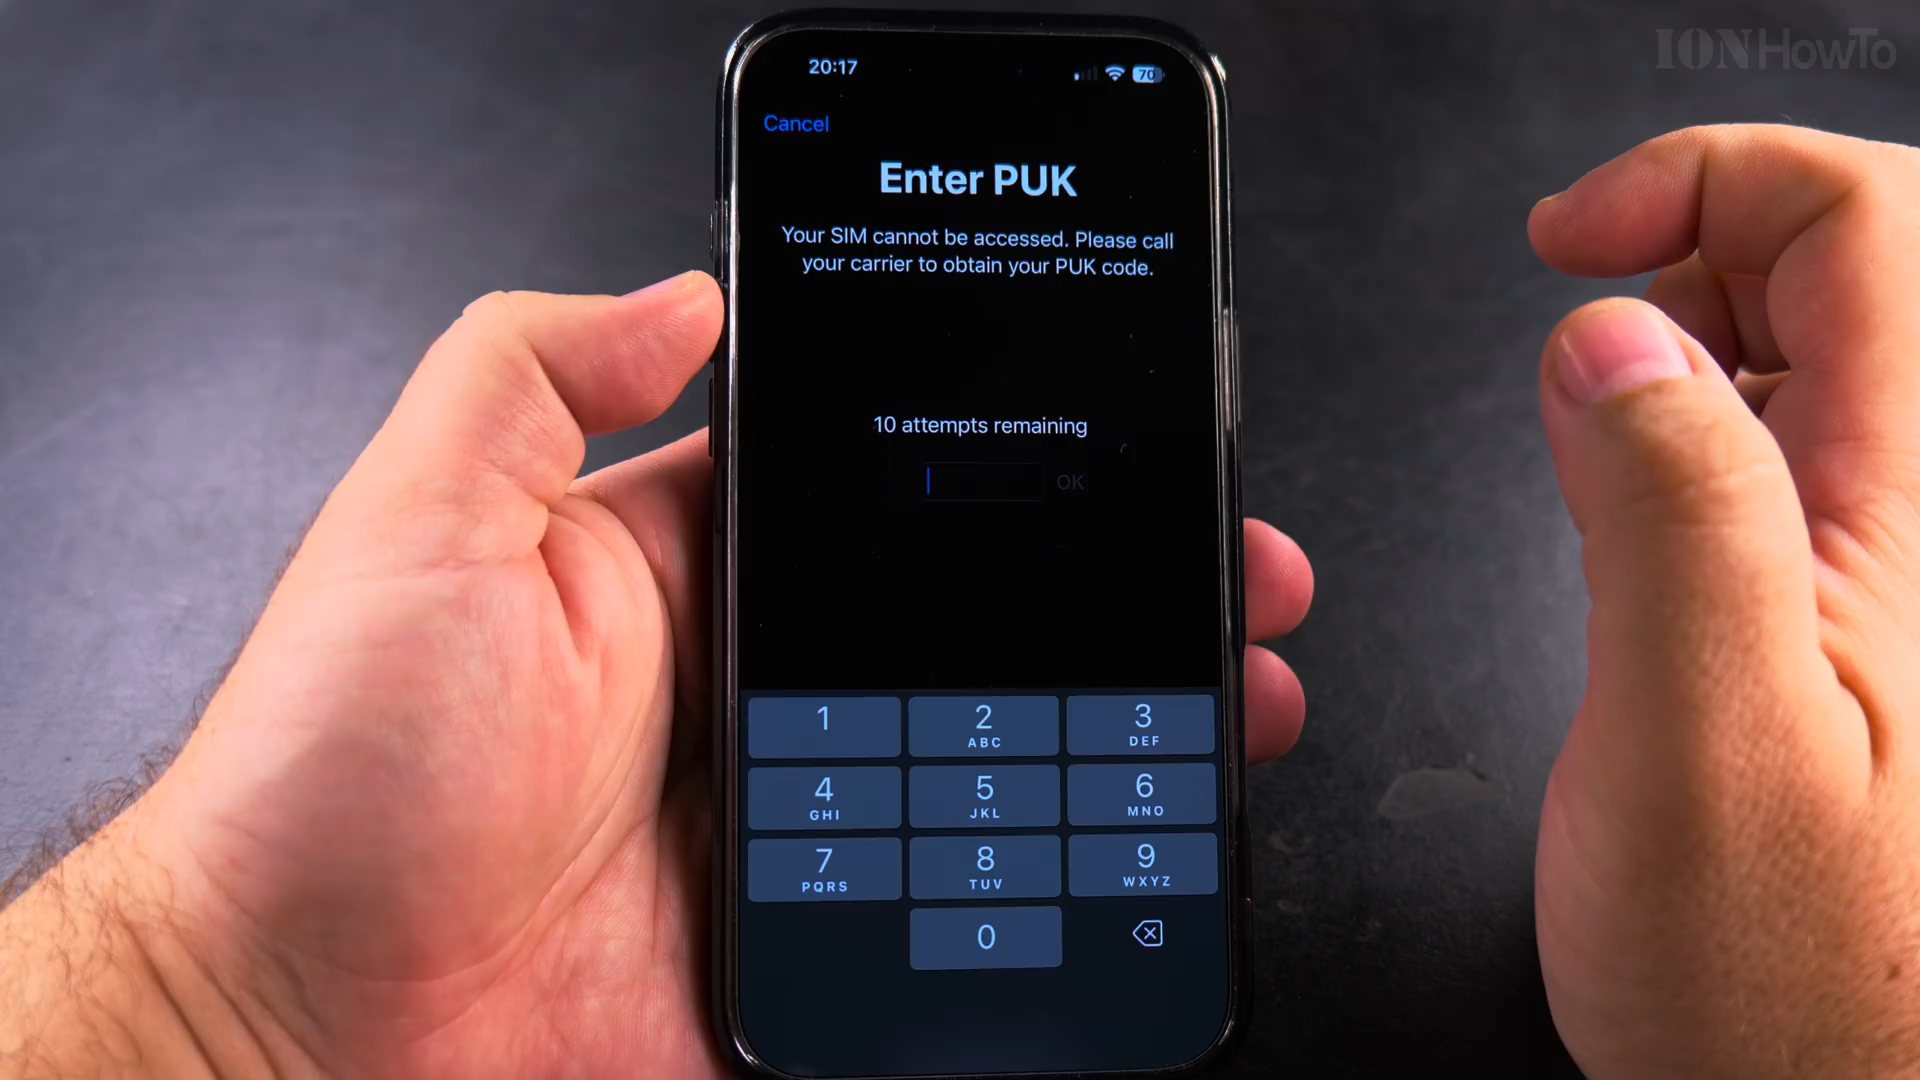 IONHowTo
20:17
70
Cancel
Enter PUK
Your SIM cannot be accessed. Please call
your carrier to obtain your PUK code.
10 attempts remaining
OK
1
2
ABC
3
DEF
4
GHI
5
JKL
6
MNO
7
PQRS
8
TUV
9
WXYZ
0